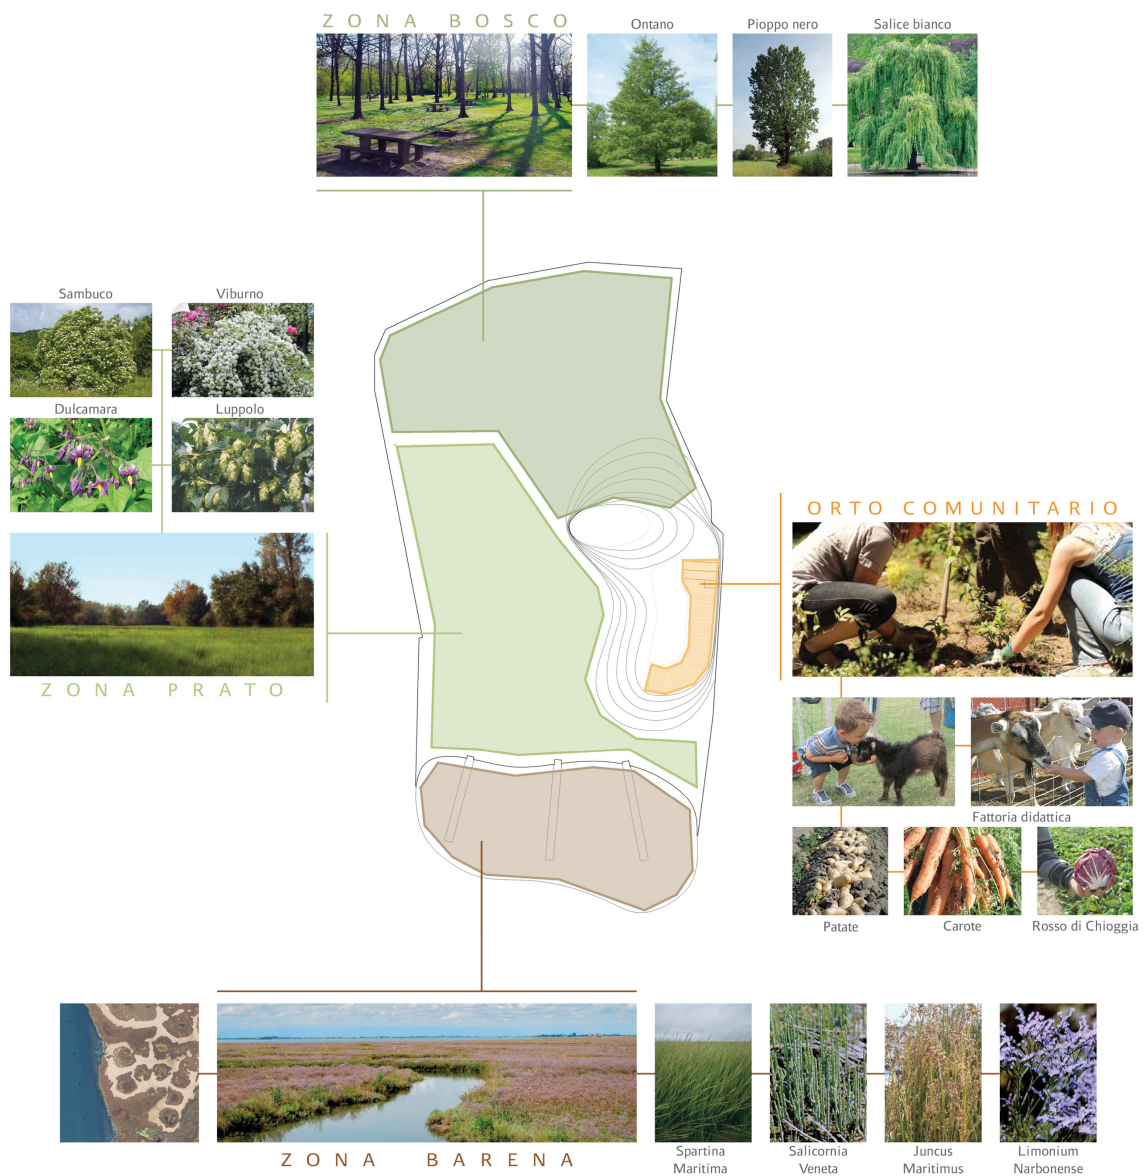 ZONA BOSCO
Ontano
Pioppo nero
Salice bianco
Sambuco
Viburno
Dulcamara
Luppolo
ZONA PRATO
ORTO COMUNITARIO
Fattoria didattica
Patate
Carote
Rosso di Chioggia
ZONA BARENA
Spartina
Maritima
Salicornia
Veneta
Juncus
Maritimus
Limonium
Narbonense